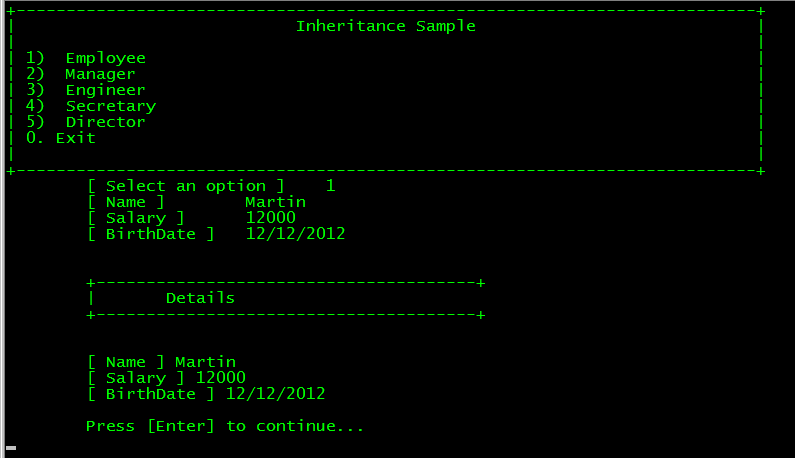 Inheritance Sample
1) Employee
2) Manager
3) Engineer
4) Secretary
5) Director
0. Exit
[ Select an option ] 1
[ Name ] Martin
[ Salary ] 12000
[ BirthDate ] 12/12/2012
Details
[ Name ] Martin
[ Salary ] 12000
[ BirthDate ] 12/12/2012
Press [Enter] to continue...